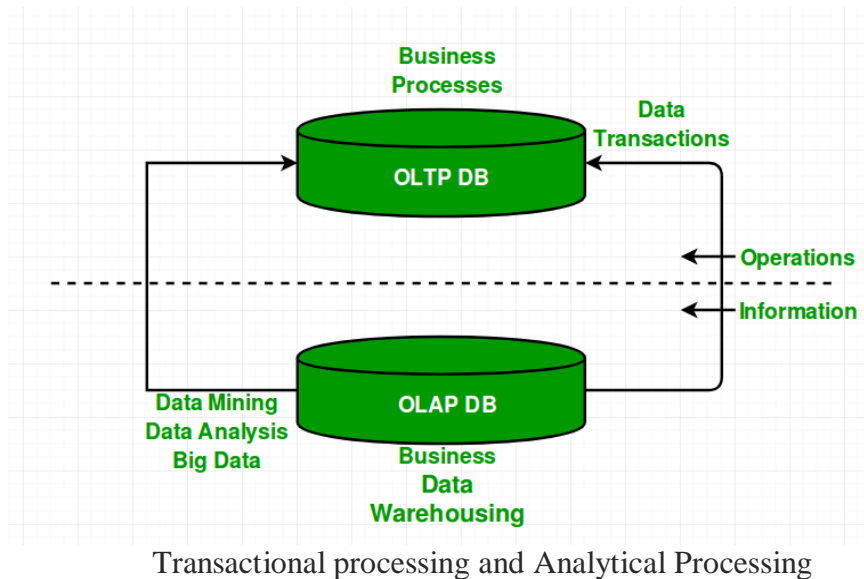 Business
Processes
Data
Transactions
OLTP DB
Operations
Information
OLAP DB
Data Mining
Data Analysis
Big Data
Business
Data
Warehousing
Transactional processing and Analytical Processing